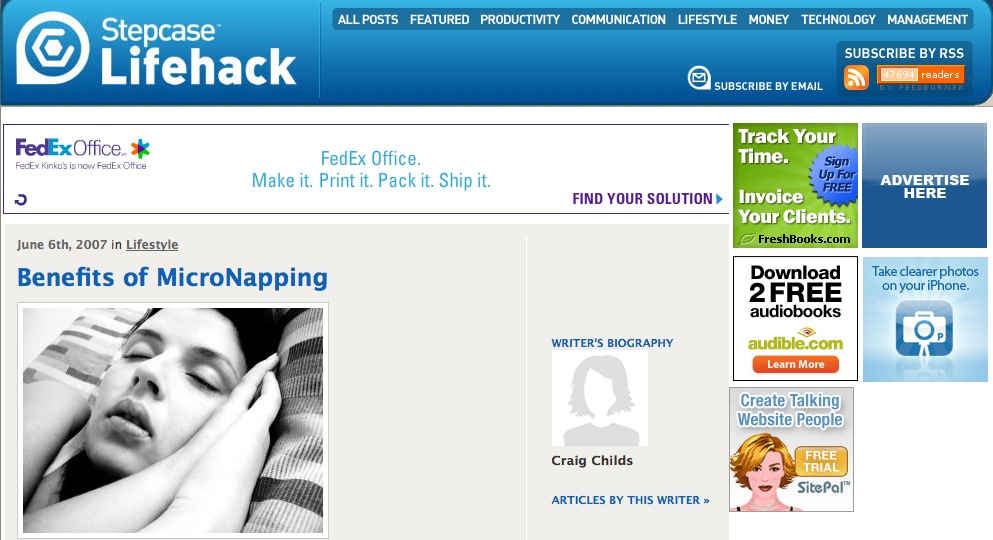 Stepcase™
Lifehack
ALL POSTS FEATURED PRODUCTIVITY COMMUNICATION LIFESTYLE MONEY TECHNOLOGY MANAGEMENT
SUBSCRIBE BY EMAIL
SUBSCRIBE BY RSS
47694 readers
BY FEEDBURNER
FedEx Office
FedEx Kinko's is now FedEx Office
FedEx Office.
Make it. Print it. Pack it. Ship it.
FIND YOUR SOLUTION
Track Your
Time.
Sign
Up For
FREE
Invoice
Your Clients.
FreshBooks.com
ADVERTISE
HERE
June 6th, 2007 in Lifestyle
Benefits of MicroNapping
WRITER'S BIOGRAPHY
Craig Childs
ARTICLES BY THIS WRITER »
Download
2 FREE
audiobooks
audible.com
Learn More
Take clearer photos
on your iPhone.
P
Create Talking
Website People
FREE
TRIAL
SitePal™